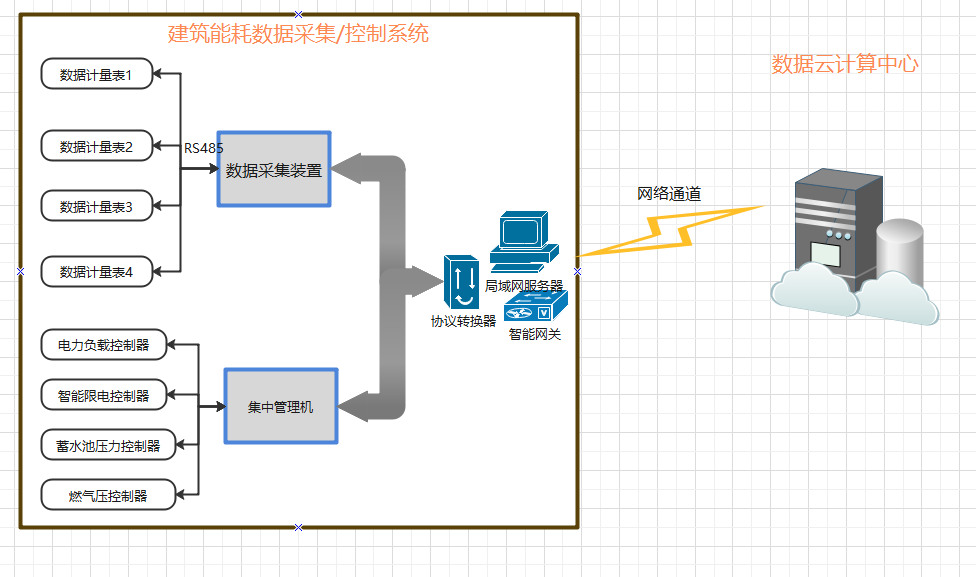 建筑能耗数据采集/控制系统
数据云计算中心
数据计量表1
数据计量表2
RS485
数据采集装置
数据计量表3
数据计量表4
网络通道
局域网服务器
协议转换器
智能网关
V
电力负载控制器
智能限电控制器
集中管理机
蓄水池压力控制器
燃气压控制器